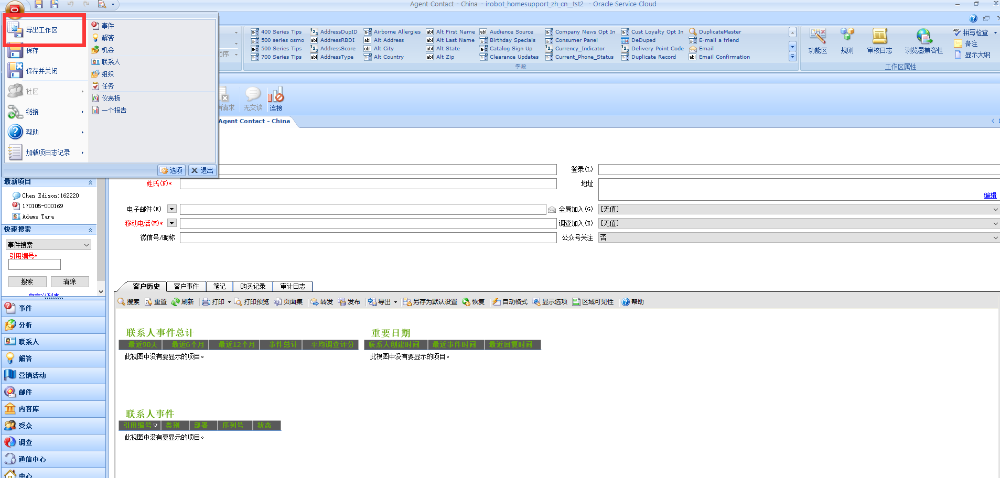 Agent Contact - China - irobot_homesupport_zh_cn__tst2 - Oracle Service Cloud
导出工作区
保存
保存并关闭
社区
链接
帮助
加载项日志记录
事件
解答
机会
联系人
组织
任务
仪表板
一个报告
选项
退出
顺序
400 Series Tips AddressDupID Airborne Allergies Alt First Name Audience Source Company News Opt In Cust Loyalty Opt In DuplicateMaster
500 series osmo AddressRBDI Alt Address Alt Last Name Birthday Specials Consumer Panel DeDuped E-mail a friend
500 Series Tips AddressScore Alt City Alt State Catalog Sign Up Currency_Indicator Delivery Point Code Email
700 Series Tips AddressType Alt Country Alt Zip Clearance Updates Current_Phone_Status Duplicate Record Email Confirmation
字段
功能区 规则 审核日志 浏览器兼容性
拼写检查
备注
显示大纲
工作区属性
销请求 无交谈 连接
Agent Contact - China
最新项目
Chen Edison:162220
170105-000169
Adams Tara
快速搜索
事件搜索
引用编号*
搜索 清除
自定义列表
事件
分析
联系人
解答
营销活动
邮件
内容库
受众
调查
通信中心
中心
登录(L)
姓氏(N)* 地址
编辑
电子邮件(E) 全局加入(G) [无值]
移动电话(M)* 调查加入(E) [无值]
微信号/昵称 公众号关注 否
客户历史 客户事件 笔记 购买记录 审计日志
搜索 重置 刷新 打印 打印预览 页面集 转发 发布 导出 另存为默认设置 恢复 自动格式 显示选项 区域可见性 帮助
联系人事件总计 重要日期
最近90天 最近6个月 最近12个月 事件总计 平均调查评分 联系人创建时间 最近事件时间 最近回复时间
此视图中没有要显示的项目。 此视图中没有要显示的项目。
联系人事件
引用编号 类别 部署 序列号 状态
此视图中没有要显示的项目。